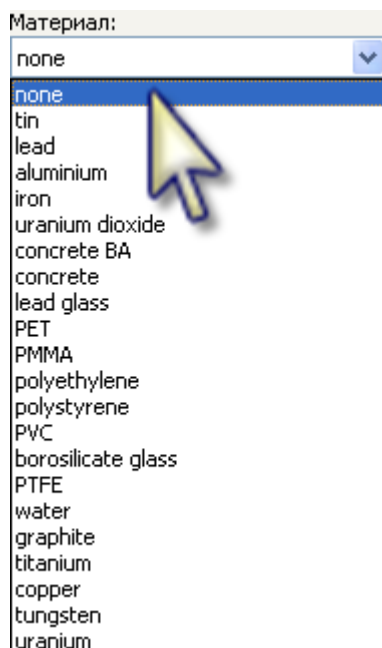 Материал:
none
none
tin
lead
aluminium
iron
uranium dioxide
concrete BA
concrete
lead glass
PET
PMMA
polyethylene
polystyrene
PVC
borosilicate glass
PTFE
water
graphite
titanium
copper
tungsten
uranium